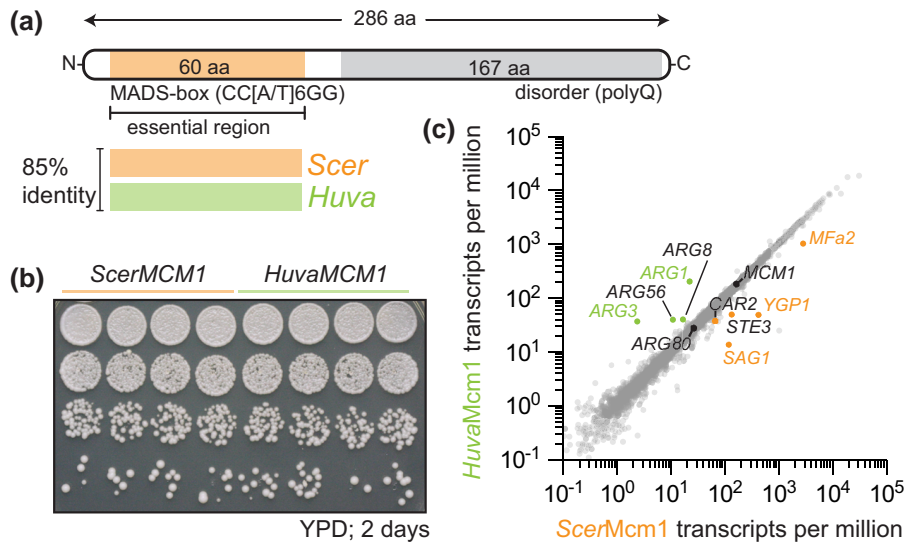 (a)
286 aa
N-
60 aa
167 aa
-C
MADS-box (CC[A/T]6GG)
disorder (polyQ)
essential region
85%
identity
Scer
Huva
(b)
ScerMCM1
HuvaMCM1
YPD; 2 days
(c)
HuvaMcm1 transcripts per million
10^5
10^4
10^3
10^2
10^1
10^0
10^-1
MFa2
ARG8
ARG1
MCM1
ARG56
ARG3
CAR2
YGP1
ARG80
STE3
SAG1
10^-1
10^0
10^1
10^2
10^3
10^4
10^5
ScerMcm1 transcripts per million